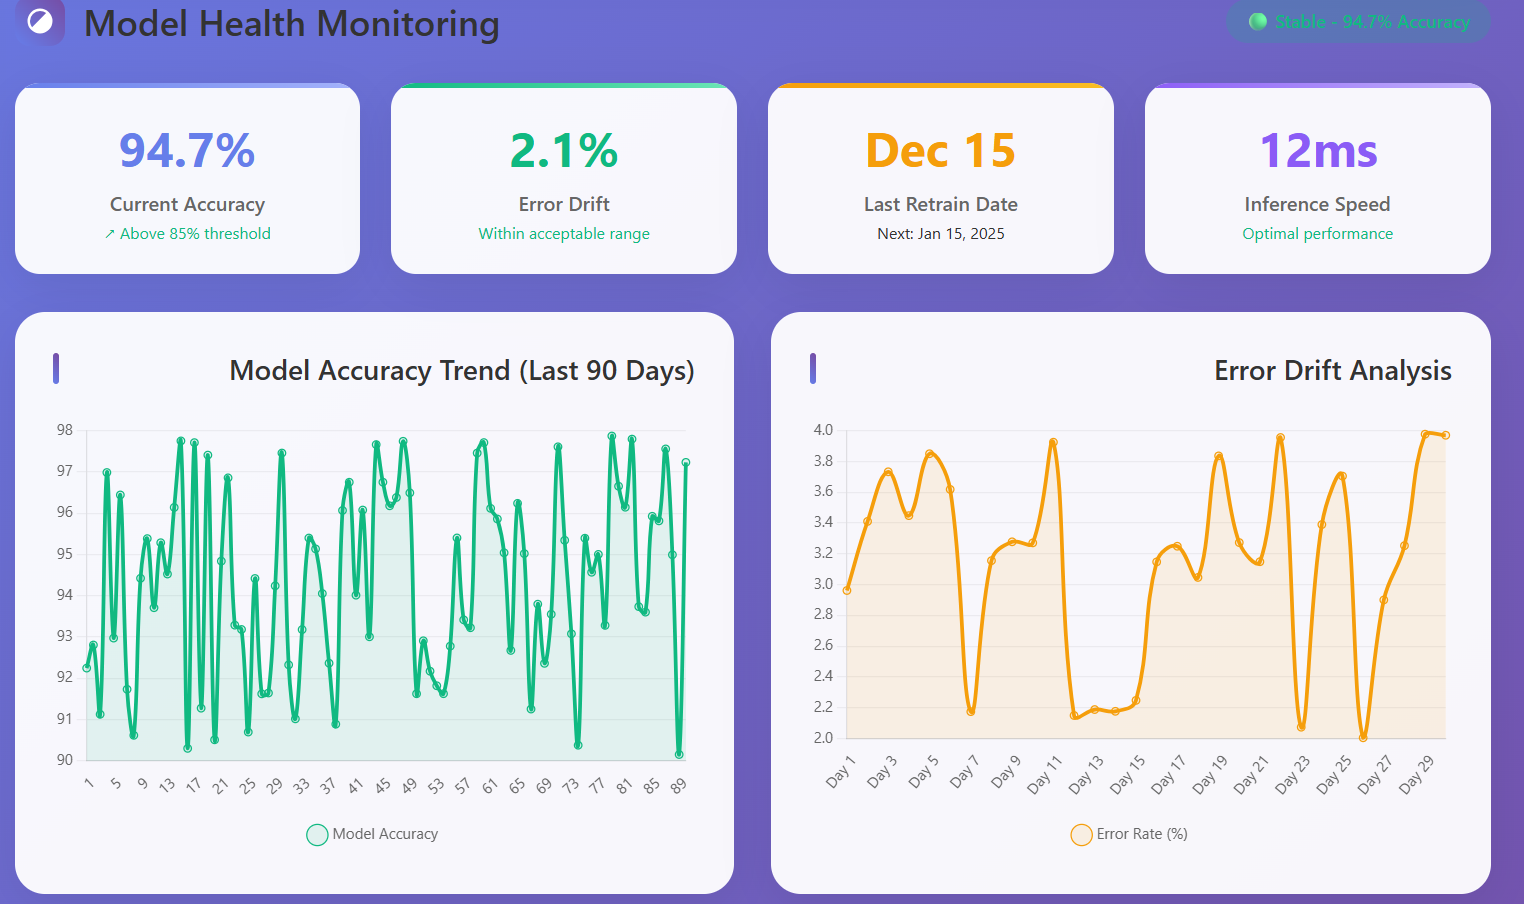 Model Health Monitoring
Stable - 94.7% Accuracy
94.7%
Current Accuracy
↗ Above 85% threshold
2.1%
Error Drift
Within acceptable range
Dec 15
Last Retrain Date
Next: Jan 15, 2025
12ms
Inference Speed
Optimal performance
Model Accuracy Trend (Last 90 Days)
98
97
96
95
94
93
92
91
90
1 5 9 13 17 21 25 29 33 37 41 45 49 53 57 61 65 69 73 77 81 85 89
Model Accuracy
Error Drift Analysis
4.0
3.8
3.6
3.4
3.2
3.0
2.8
2.6
2.4
2.2
2.0
Day 1 Day 3 Day 5 Day 7 Day 9 Day 11 Day 13 Day 15 Day 17 Day 19 Day 21 Day 23 Day 25 Day 27 Day 29
Error Rate (%)